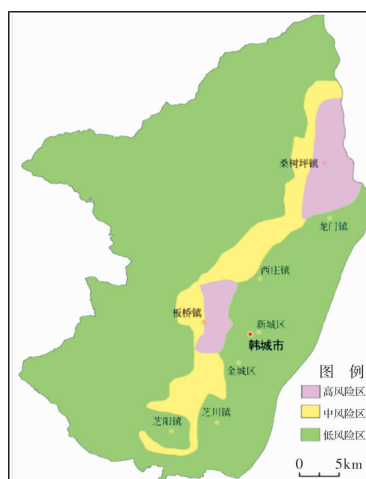 桑树坪镇
龙门镇
西庄镇
板桥镇
新城区
韩城市
金城区
芝川镇
芝阳镇
图 例
高风险区
中风险区
低风险区
0 5km